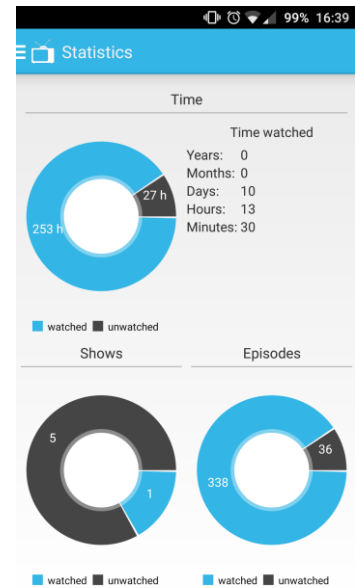 99% 16:39
Statistics
Time
Time watched
Years: 0
Months: 0
Days: 10
Hours: 13
Minutes: 30
27 h
253 h
watched unwatched
Shows Episodes
5
1
36
338
watched unwatched watched unwatched